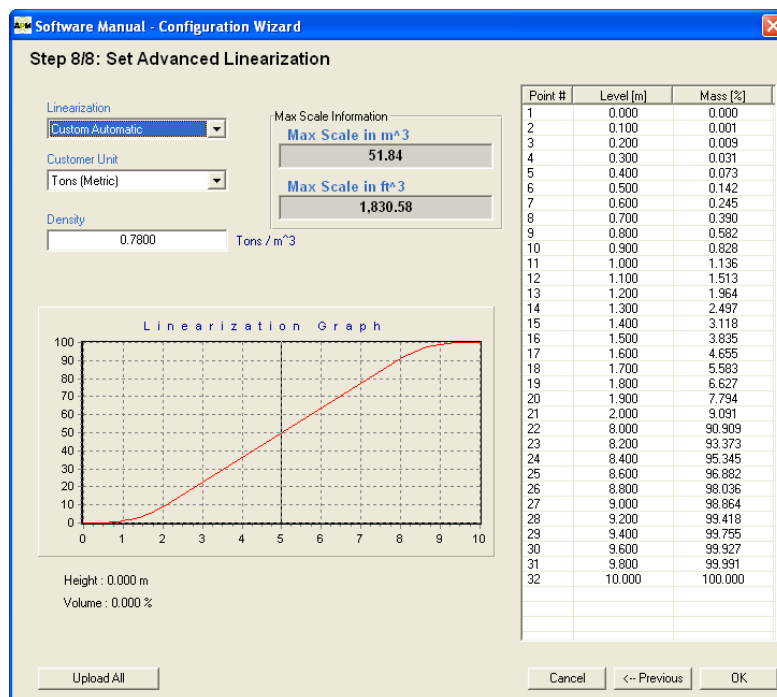 APM Software Manual - Configuration Wizard
Step 8/8: Set Advanced Linearization
Linearization
Custom Automatic
Customer Unit
Tons (Metric)
Density
0.7800 Tons / m^3
Max Scale Information
Max Scale in m^3
51.84
Max Scale in ft^3
1,830.58
Linearization Graph
100
90
80
70
60
50
40
30
20
10
0
0 1 2 3 4 5 6 7 8 9 10
Height : 0.000 m
Volume : 0.000 %
Point # Level [m] Mass [%]
1 0.000 0.000
2 0.100 0.001
3 0.200 0.009
4 0.300 0.031
5 0.400 0.073
6 0.500 0.142
7 0.600 0.245
8 0.700 0.390
9 0.800 0.582
10 0.900 0.828
11 1.000 1.136
12 1.100 1.513
13 1.200 1.964
14 1.300 2.497
15 1.400 3.118
16 1.500 3.835
17 1.600 4.655
18 1.700 5.583
19 1.800 6.627
20 1.900 7.794
21 2.000 9.091
22 8.000 90.909
23 8.200 93.373
24 8.400 95.345
25 8.600 96.882
26 8.800 98.036
27 9.000 98.864
28 9.200 99.418
29 9.400 99.755
30 9.600 99.927
31 9.800 99.991
32 10.000 100.000
Upload All
Cancel
<-- Previous
OK